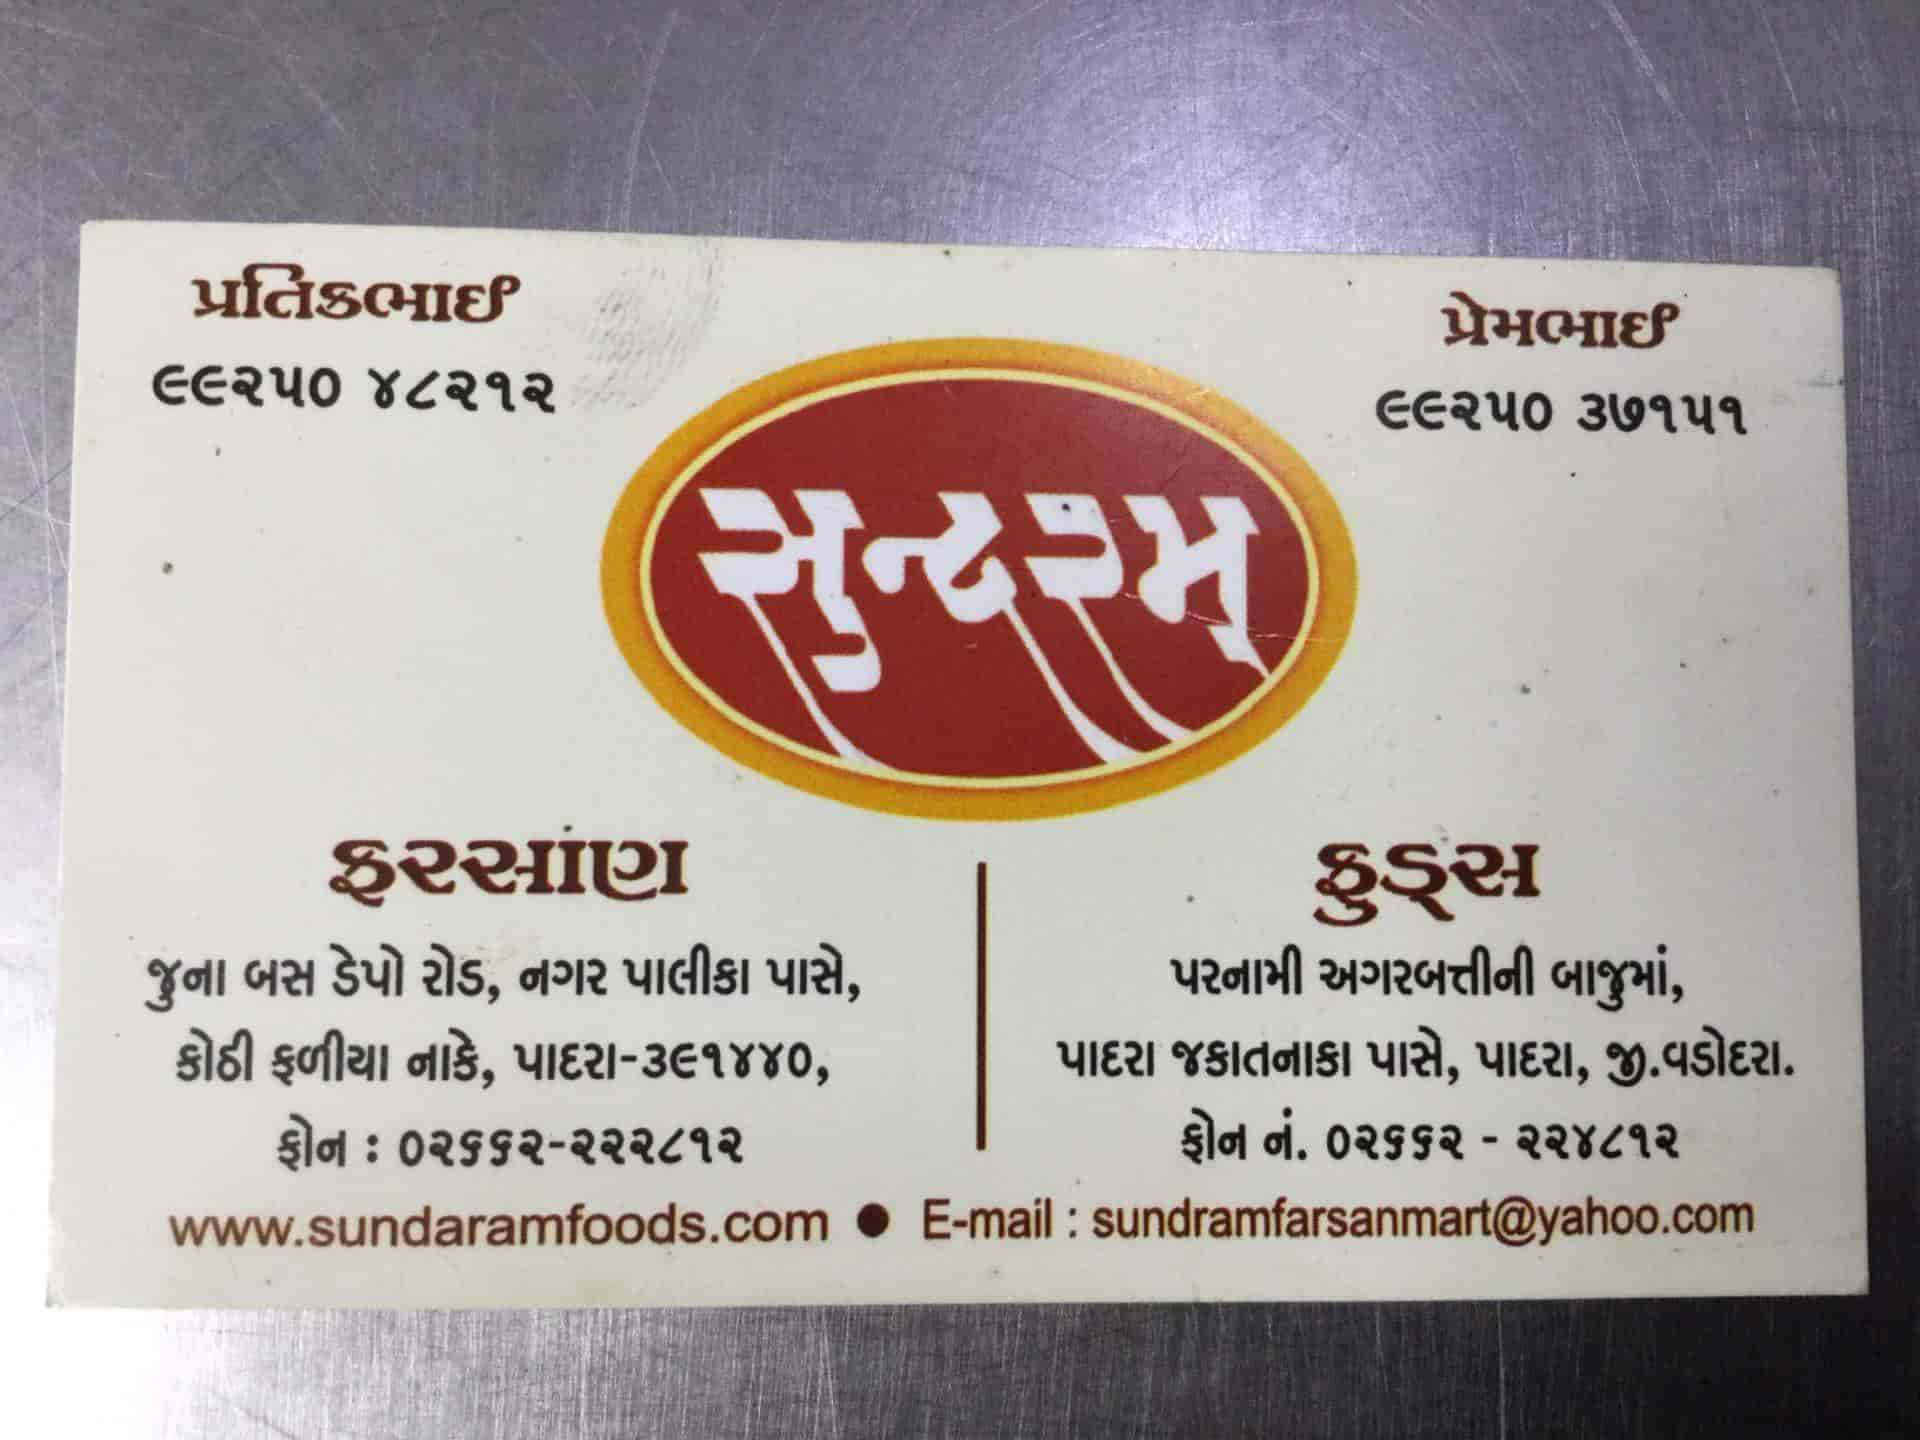 પ્રતિકભાઈ
૯૯૨૫૦ ૪૮૨૧૨
પ્રેમભાઈ
૯૯૨૫૦ ૩૭૧૫૧
સુન્દરમ્
ફરસાંણ
જુના બસ ડેપો રોડ, નગર પાલીકા પાસે,
કોઠી ફળીયા નાકે, પાદરા-૩૯૧૪૪૦,
ફોન : ૦૨૬૬૨-૨૨૨૮૧૨
ફુડ્સ
પરનામી અગરબત્તીની બાજુમાં,
પાદરા જકાતનાકા પાસે, પાદરા, જી.વડોદરા.
ફોન નં. ૦૨૬૬૨ - ૨૨૪૮૧૨
www.sundaramfoods.com ● E-mail : sundramfarsanmart@yahoo.com